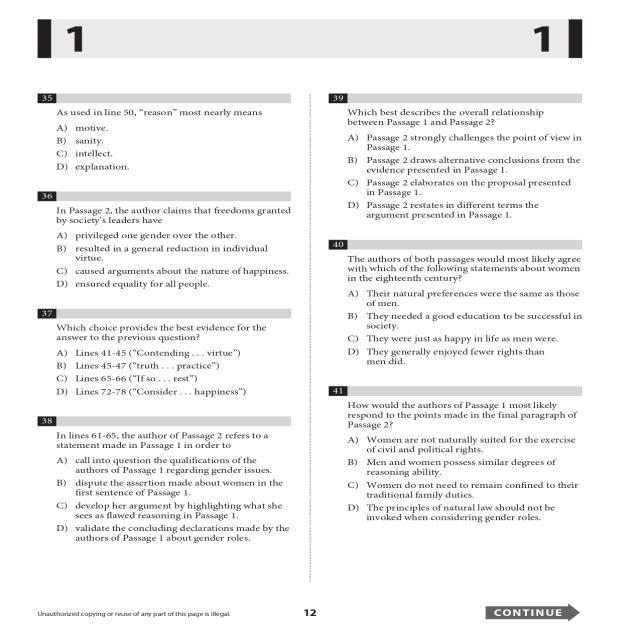 1
1
35
As used in line 50, “reason” most nearly means
A) motive.
B) sanity.
C) intellect.
D) explanation.
36
In Passage 2, the author claims that freedoms granted
by society’s leaders have
A) privileged one gender over the other.
B) resulted in a general reduction in individual
virtue.
C) caused arguments about the nature of happiness.
D) ensured equality for all people.
37
Which choice provides the best evidence for the
answer to the previous question?
A) Lines 41-45 (“Contending . . . virtue”)
B) Lines 45-47 (“truth . . . practice”)
C) Lines 65-66 (“If so . . . rest”)
D) Lines 72-78 (“Consider . . . happiness”)
38
In lines 61-65, the author of Passage 2 refers to a
statement made in Passage 1 in order to
A) call into question the qualifications of the
authors of Passage 1 regarding gender issues.
B) dispute the assertion made about women in the
first sentence of Passage 1.
C) develop her argument by highlighting what she
sees as flawed reasoning in Passage 1.
D) validate the concluding declarations made by the
authors of Passage 1 about gender roles.
39
Which best describes the overall relationship
between Passage 1 and Passage 2?
A) Passage 2 strongly challenges the point of view in
Passage 1.
B) Passage 2 draws alternative conclusions from the
evidence presented in Passage 1.
C) Passage 2 elaborates on the proposal presented
in Passage 1.
D) Passage 2 restates in different terms the
argument presented in Passage 1.
40
The authors of both passages would most likely agree
with which of the following statements about women
in the eighteenth century?
A) Their natural preferences were the same as those
of men.
B) They needed a good education to be successful in
society.
C) They were just as happy in life as men were.
D) They generally enjoyed fewer rights than
men did.
41
How would the authors of Passage 1 most likely
respond to the points made in the final paragraph of
Passage 2?
A) Women are not naturally suited for the exercise
of civil and political rights.
B) Men and women possess similar degrees of
reasoning ability.
C) Women do not need to remain confined to their
traditional family duties.
D) The principles of natural law should not be
invoked when considering gender roles.
Unauthorized copying or reuse of any part of this page is illegal.
12
CONTINUE